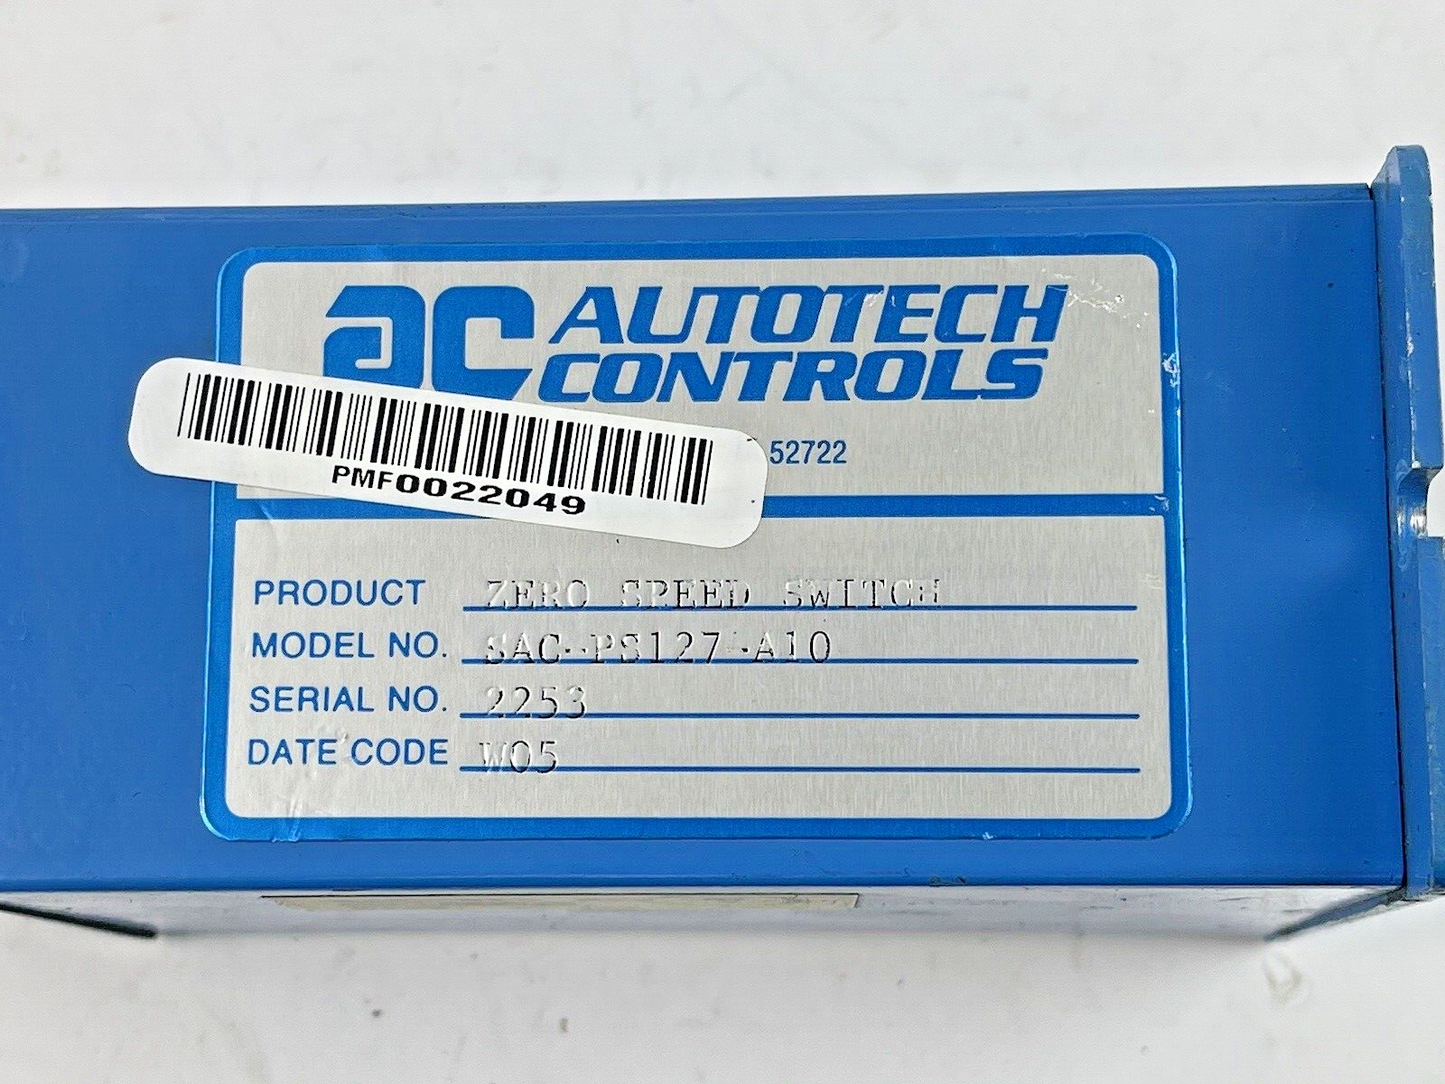 ac AUTOTECH
CONTROLS
52722
PMF0022049
PRODUCT ZERO SPEED SWITCH
MODEL NO. SAC-PS127-A10
SERIAL NO. 2253
DATE CODE W05